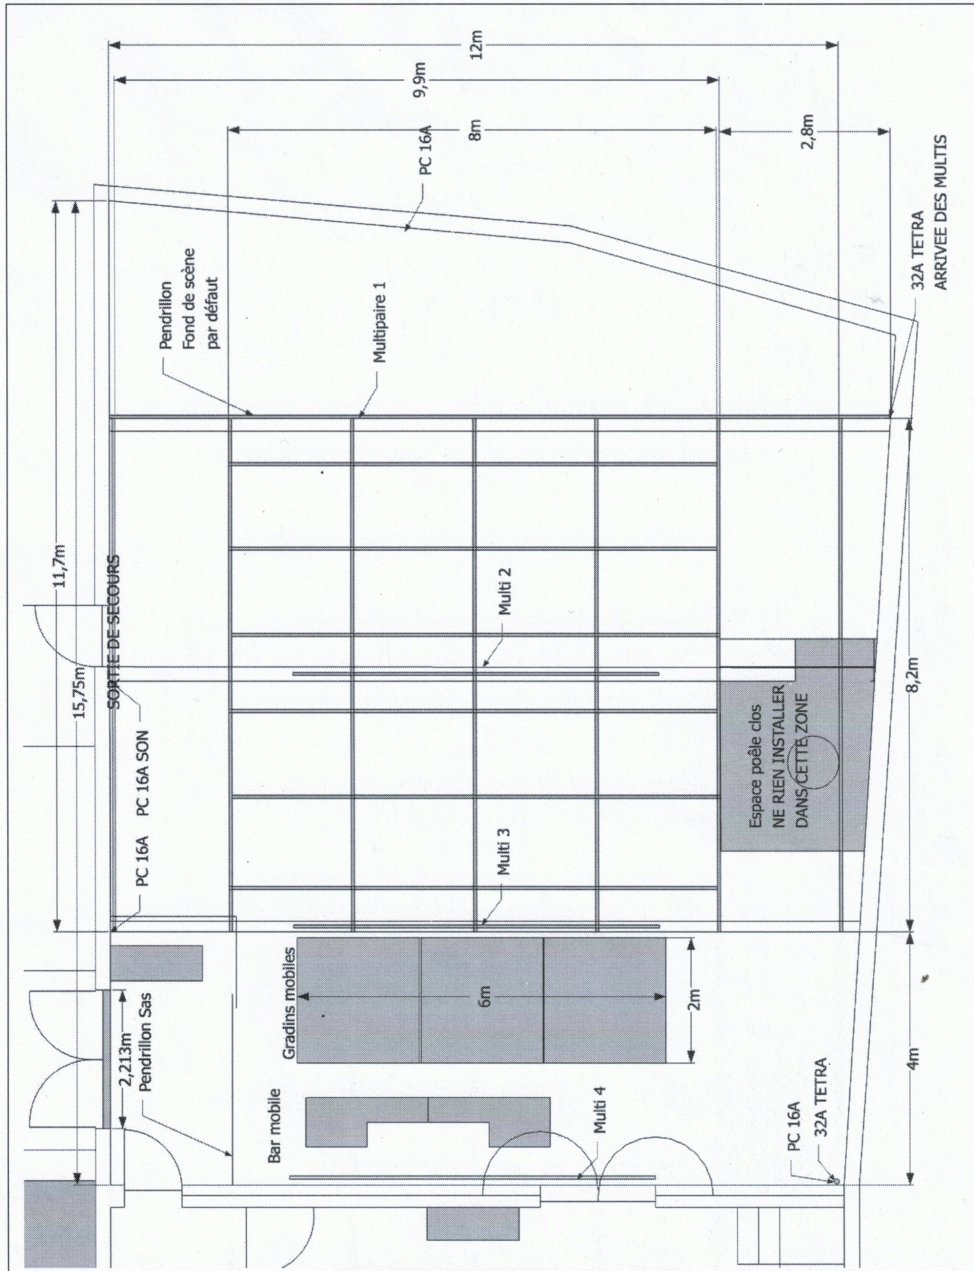 12m
9,9m
8m
2,8m
PC 16A
32A TETRA
ARRIVEE DES MULTIS
Pendrillon
Fond de scène
par défaut
Multipaire 1
11,7m
15,75m
SORTIE DE SECOURS
Multi 2
8,2m
PC 16A
PC 16A SON
Espace poêle clos
NE RIEN INSTALLER
DANS CETTE ZONE
Multi 3
Gradins mobiles
6m
2m
2,213m
Pendrillon Sas
Bar mobile
Multi 4
4m
PC 16A
32A TETRA